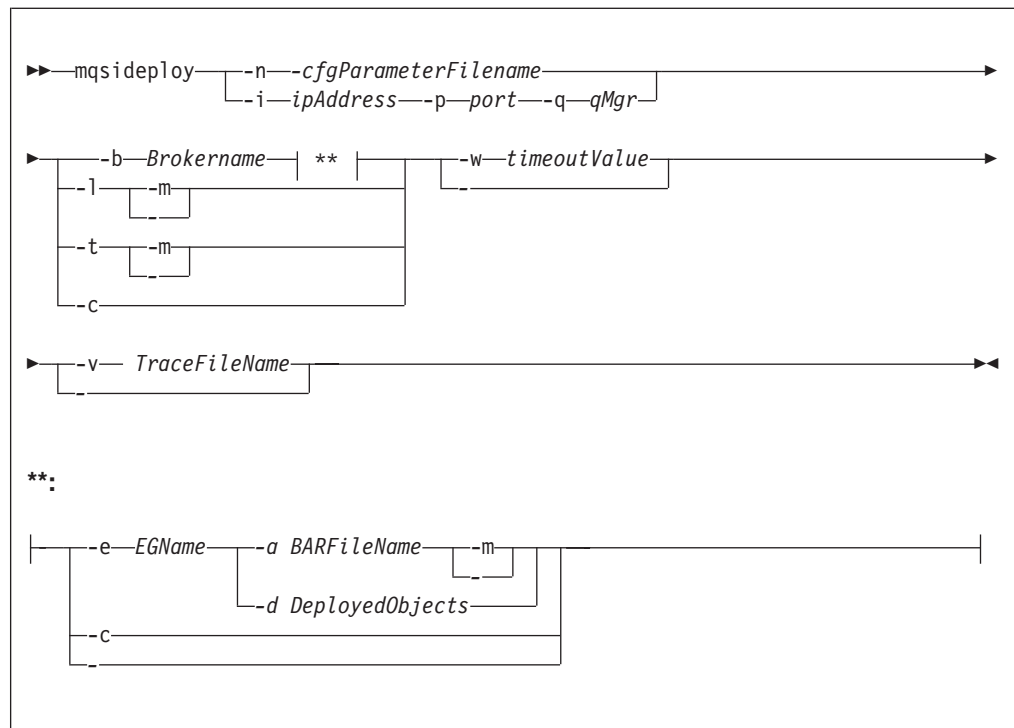 mqsideploy -n -cfgParameterFilename
-i ipAddress -p port -q qMgr
-b Brokername ** -w timeoutValue
-l -m -
-
-t -m
-
-c
-v TraceFileName
-
**:
- -e EGName -a BARFileName -m
-
-d DeployedObjects
-c
-